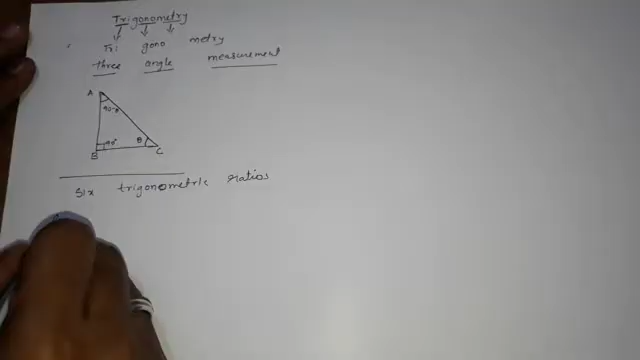 Trigonometry
Tri gono metry
three angle measurement
A
90-θ
90°
θ
B
C
Six trigonometric ratios